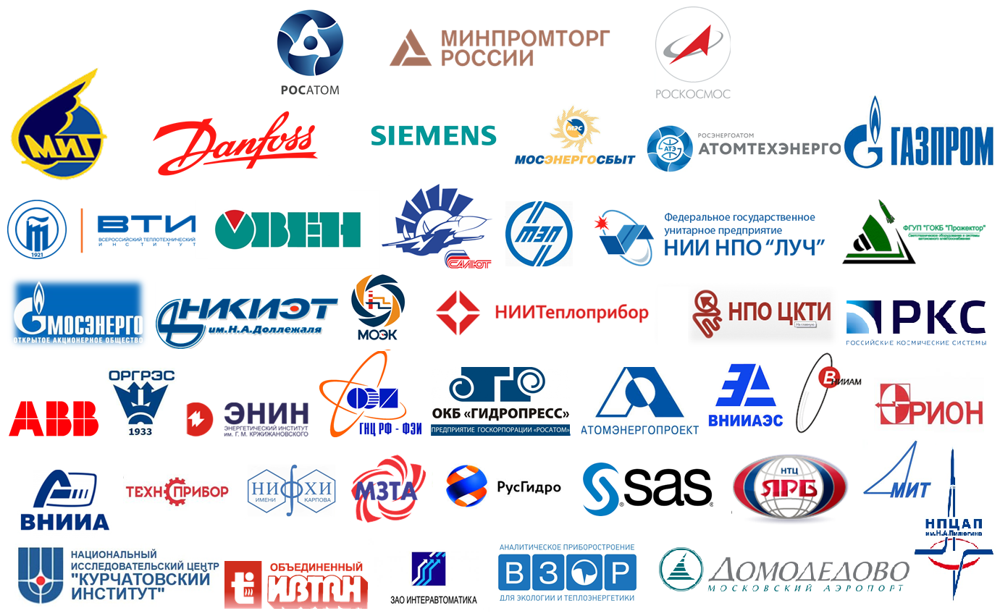 РОСАТОМ
МИНПРОМТОРГ
РОССИИ
РОСКОСМОС
МиГ
Danfoss
SIEMENS
МЭС
МОСЭНЕРГОСБЫТ
АТЭ
РОСЭНЕРГОАТОМ
АТОМТЕХЭНЕРГО
ГАЗПРОМ
1921
ВТИ
ВСЕРОССИЙСКИЙ ТЕПЛОТЕХНИЧЕСКИЙ
ИНСТИТУТ
ОВЕН
САЛЮТ
ТЭП
Федеральное государственное
унитарное предприятие
НИИ НПО "ЛУЧ"
ФГУП "ГОКБ "Прожектор"
Светотехническое оборудование и системы
автономного электроснабжения
МОСЭНЕРГО
ОТКРЫТОЕ АКЦИОНЕРНОЕ ОБЩЕСТВО
НИКИЭТ
им.Н.А.Доллежаля
МОЭК
НИИТеплоприбор
НПО ЦКТИ
На главную
РКС
РОССИЙСКИЕ КОСМИЧЕСКИЕ СИСТЕМЫ
ABB
ОРГРЭС
1933
ЭНИН
ЭНЕРГЕТИЧЕСКИЙ ИНСТИТУТ
им. Г. М. КРЖИЖАНОВСКОГО
ФЭИ
ГНЦ РФ - ФЭИ
ОКБ «ГИДРОПРЕСС»
ПРЕДПРИЯТИЕ ГОСКОРПОРАЦИИ «РОСАТОМ»
АТОМЭНЕРГОПРОЕКТ
ВНИИАЭС
ВНИИАМ
ОРИОН
ВНИИА
ТЕХНОПРИБОР
НИФХИ
ИМЕНИ КАРПОВА
МЗТА
РусГидро
sas
НТЦ
ЯРБ
МИТ
НПЦАП
им.Н.А.Пилюгина
НАЦИОНАЛЬНЫЙ
ИССЛЕДОВАТЕЛЬСКИЙ ЦЕНТР
"КУРЧАТОВСКИЙ
ИНСТИТУТ"
ti
ОБЪЕДИНЕННЫЙ
ИВТАН
ЗАО ИНТЕРАВТОМАТИКА
АНАЛИТИЧЕСКОЕ ПРИБОРОСТРОЕНИЕ
ВЗОР
ДЛЯ ЭКОЛОГИИ И ТЕПЛОЭНЕРГЕТИКИ
ДОМОДЕДОВО
МОСКОВСКИЙ АЭРОПОРТ